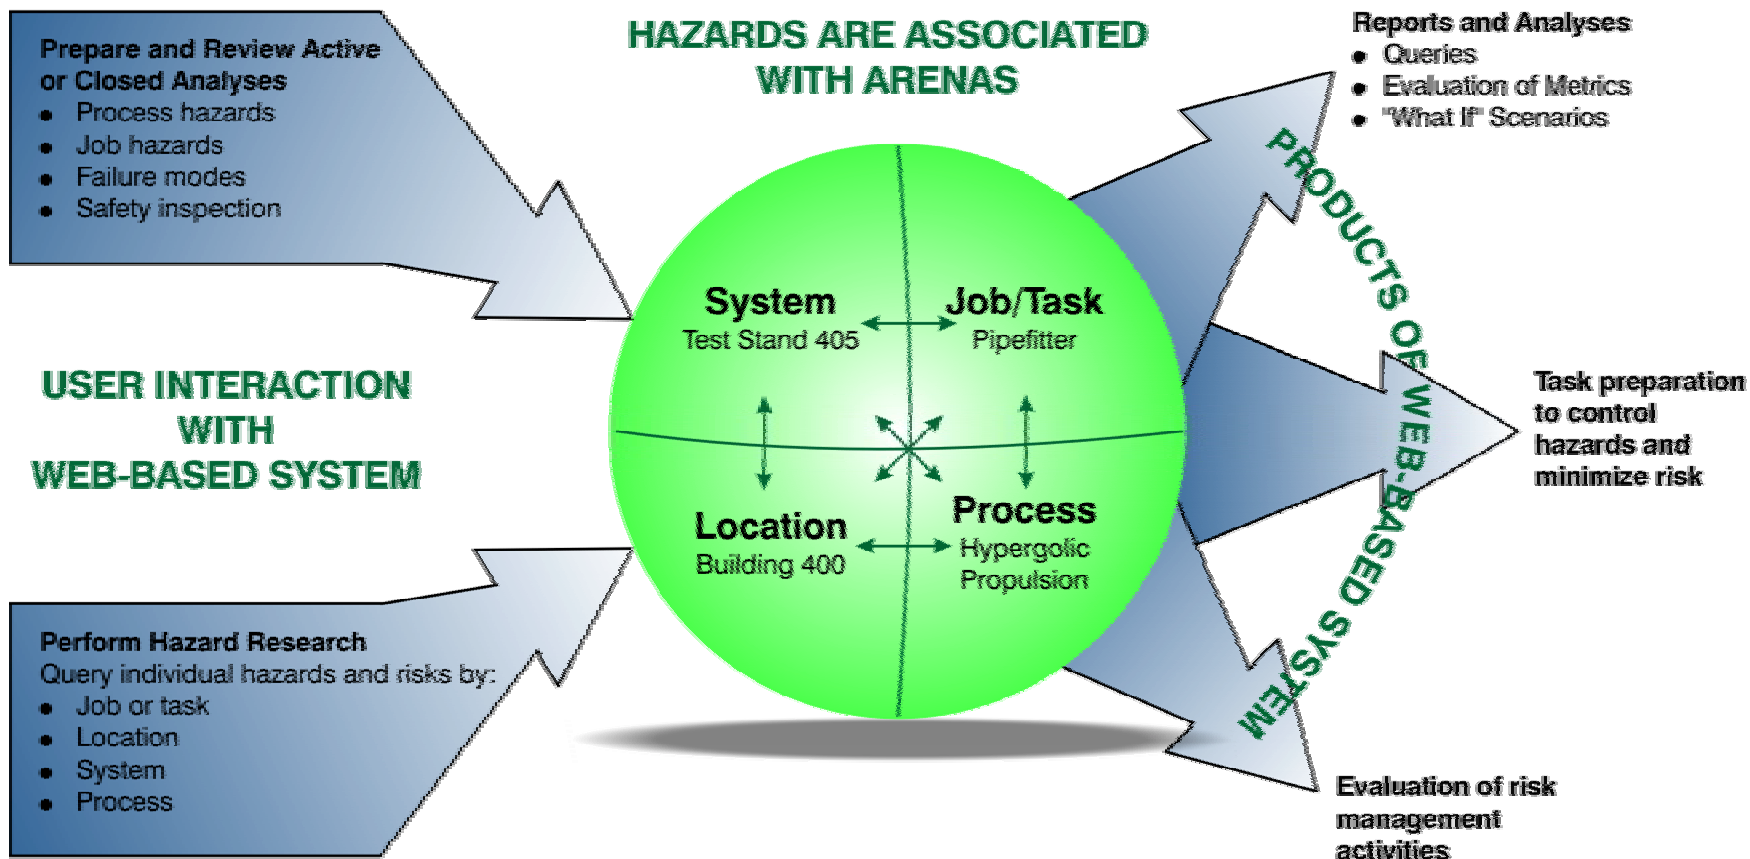 HAZARDS ARE ASSOCIATED
WITH ARENAS
Prepare and Review Active
or Closed Analyses
• Process hazards
• Job hazards
• Failure modes
• Safety inspection
USER INTERACTION
WITH
WEB-BASED SYSTEM
Perform Hazard Research
Query individual hazards and risks by:
• Job or task
• Location
• System
• Process
System
Test Stand 405
Job/Task
Pipefitter
Location
Building 400
Process
Hypergolic
Propulsion
PRODUCTS OF WEB-BASED SYSTEM
Reports and Analyses
• Queries
• Evaluation of Metrics
• "What If" Scenarios
Task preparation
to control
hazards and
minimize risk
Evaluation of risk
management
activities